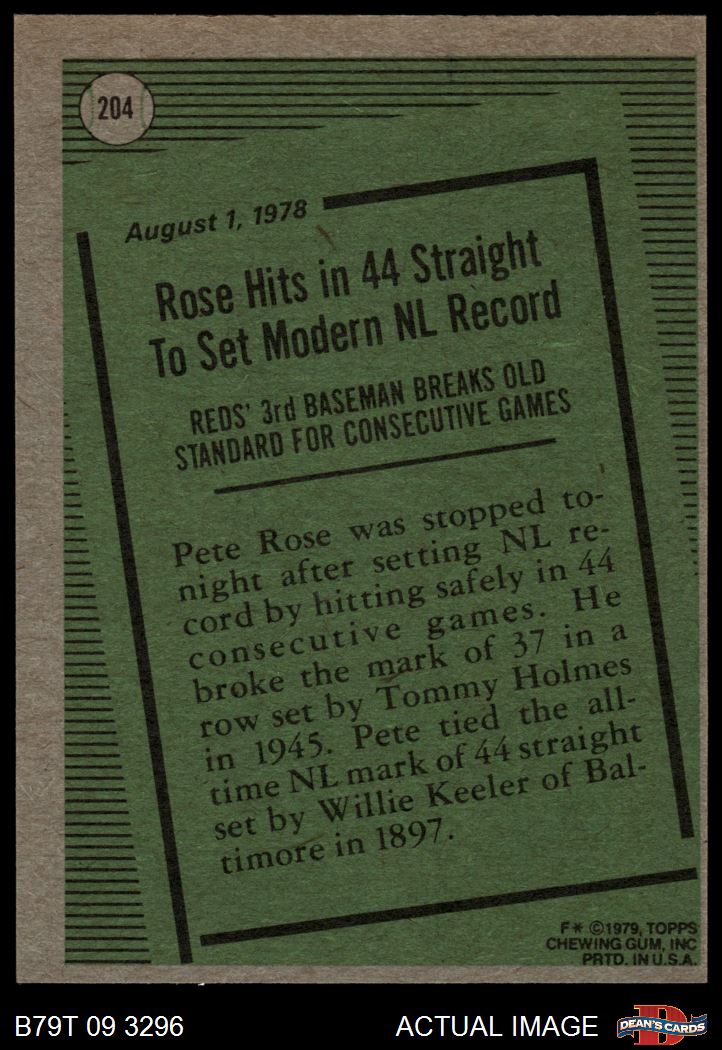 204
August 1, 1978
Rose Hits in 44 Straight
To Set Modern NL Record
REDS' 3rd BASEMAN BREAKS OLD
STANDARD FOR CONSECUTIVE GAMES
Pete Rose was stopped to-
night after setting NL re-
cord by hitting safely in 44
consecutive games. He
broke the mark of 37 in a
row set by Tommy Holmes
in 1945. Pete tied the all-
time NL mark of 44 straight
set by Willie Keeler of Bal-
timore in 1897.
F* ©1979, TOPPS
CHEWING GUM, INC
PRTD. IN U.S.A.
B79T 09 3296
ACTUAL IMAGE
D
DEAN'S CARDS